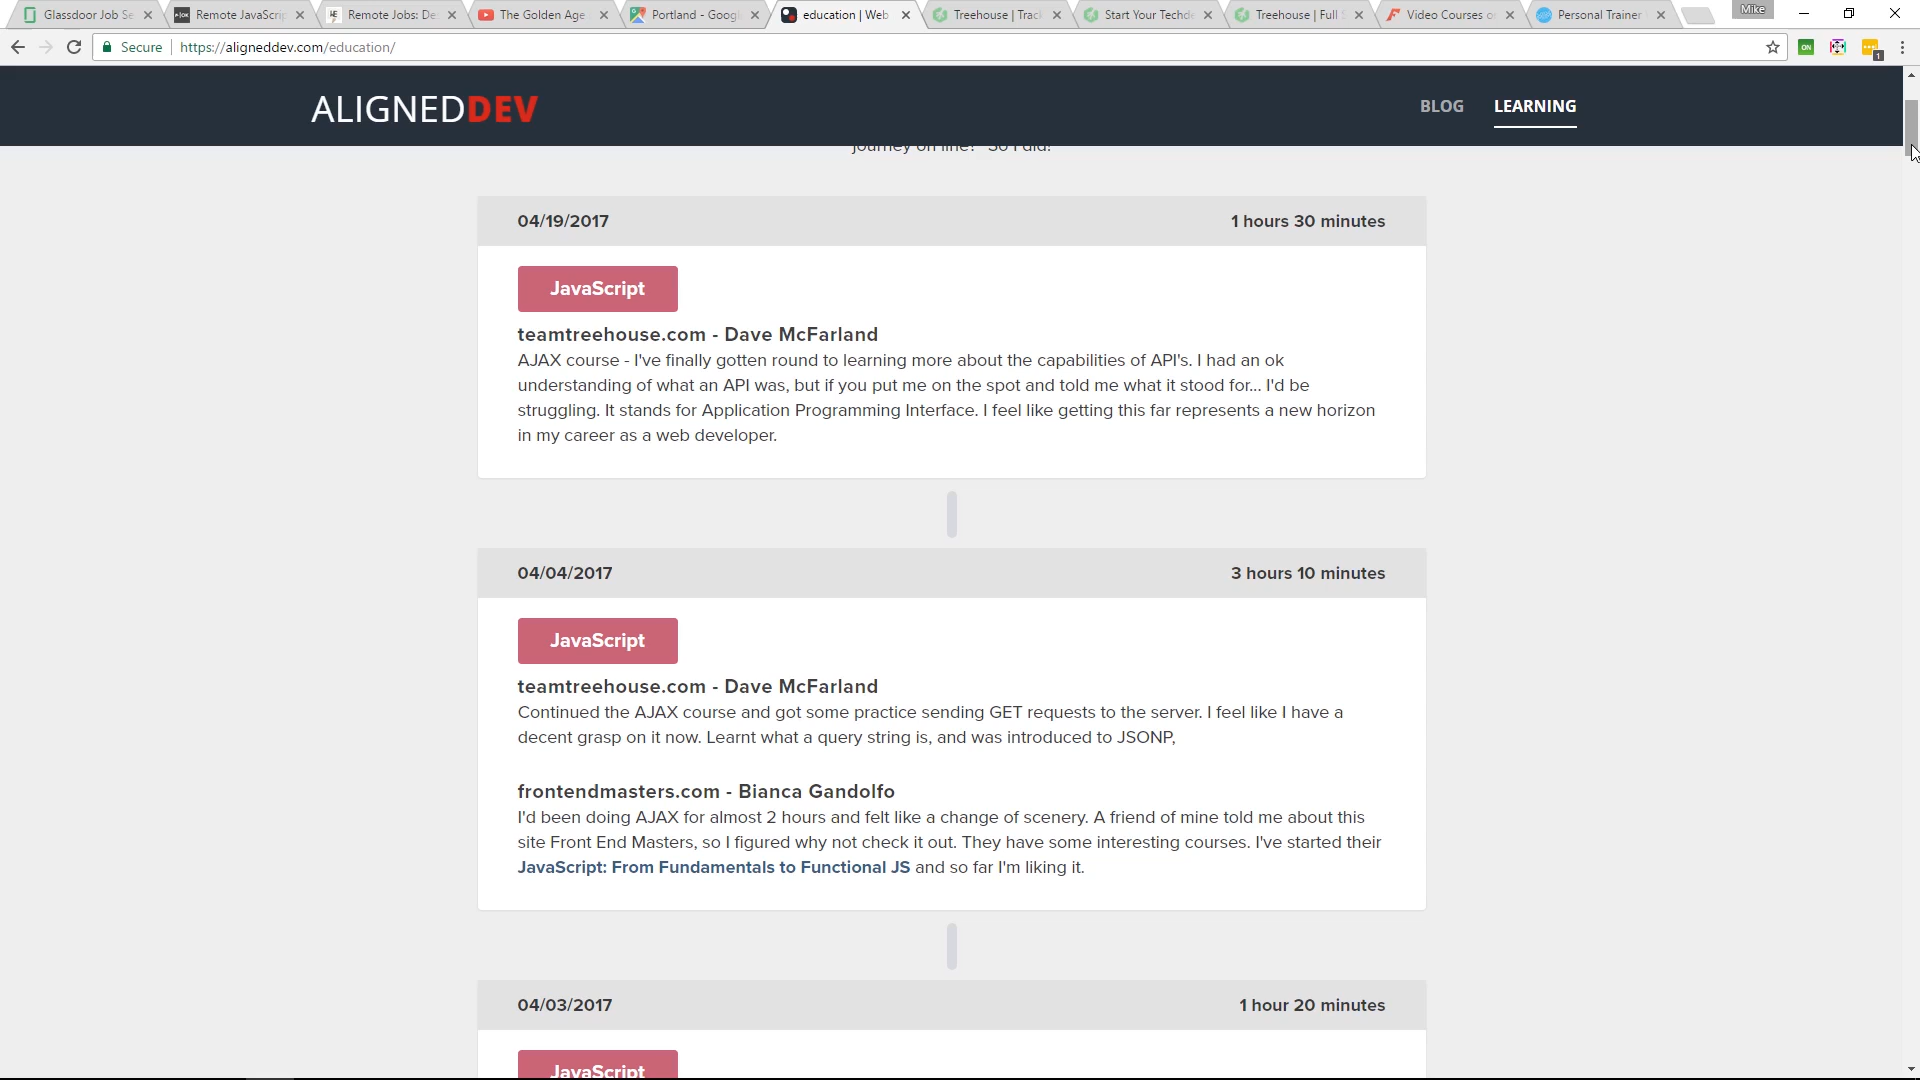 Glassdoor Job Se
Remote JavaScrip
Remote Jobs: De
The Golden Age
Portland - Googl
education | Web
Treehouse | Trac
Start Your Techde
Treehouse | Full S
Video Courses o
Personal Trainer
Mike
Secure
https://aligneddev.com/education/
ON
1
ALIGNEDDEV
BLOG
LEARNING
journey on line?" So I did!
04/19/2017
1 hours 30 minutes
JavaScript
teamtreehouse.com - Dave McFarland
AJAX course - I've finally gotten round to learning more about the capabilities of API's. I had an ok
understanding of what an API was, but if you put me on the spot and told me what it stood for... I'd be
struggling. It stands for Application Programming Interface. I feel like getting this far represents a new horizon
in my career as a web developer.
04/04/2017
3 hours 10 minutes
JavaScript
teamtreehouse.com - Dave McFarland
Continued the AJAX course and got some practice sending GET requests to the server. I feel like I have a
decent grasp on it now. Learnt what a query string is, and was introduced to JSONP,
frontendmasters.com - Bianca Gandolfo
I'd been doing AJAX for almost 2 hours and felt like a change of scenery. A friend of mine told me about this
site Front End Masters, so I figured why not check it out. They have some interesting courses. I've started their
JavaScript: From Fundamentals to Functional JS and so far I'm liking it.
04/03/2017
1 hour 20 minutes
JavaScript